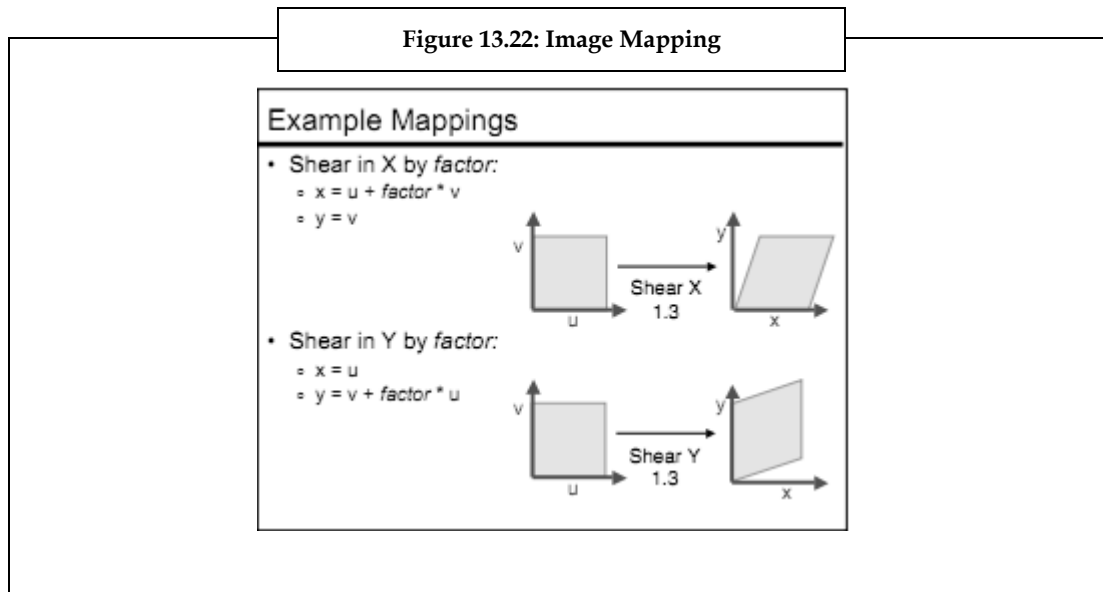 Figure 13.22: Image Mapping
Example Mappings
• Shear in X by factor:
∘ x = u + factor * v
∘ y = v
v
u
Shear X
1.3
y
x
• Shear in Y by factor:
∘ x = u
∘ y = v + factor * u
v
u
Shear Y
1.3
y
x